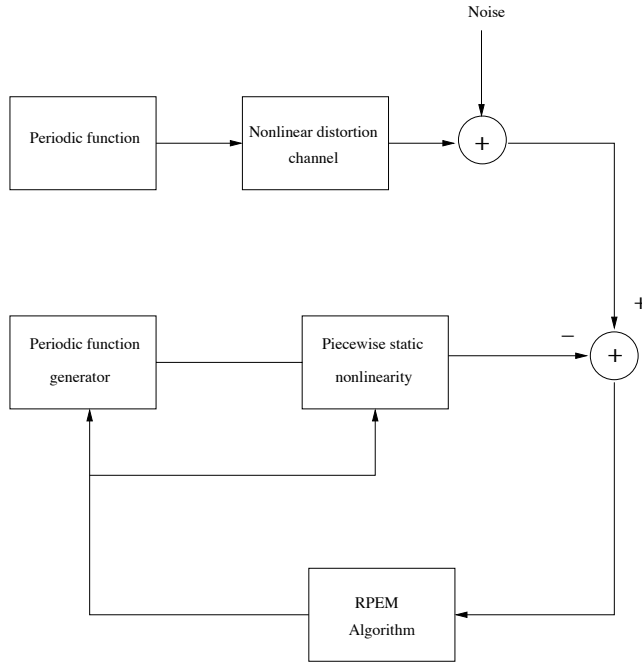 Noise
Periodic function
Nonlinear distortion
channel
+
+
Periodic function
generator
Piecewise static
nonlinearity
−
+
RPEM
Algorithm